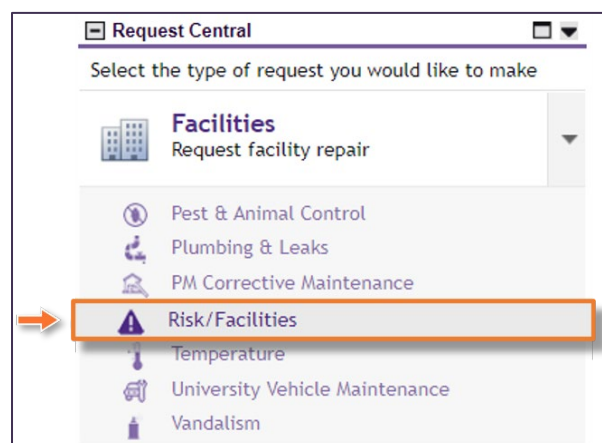 Request Central
Select the type of request you would like to make
Facilities
Request facility repair
Pest & Animal Control
Plumbing & Leaks
PM Corrective Maintenance
Risk/Facilities
Temperature
University Vehicle Maintenance
Vandalism